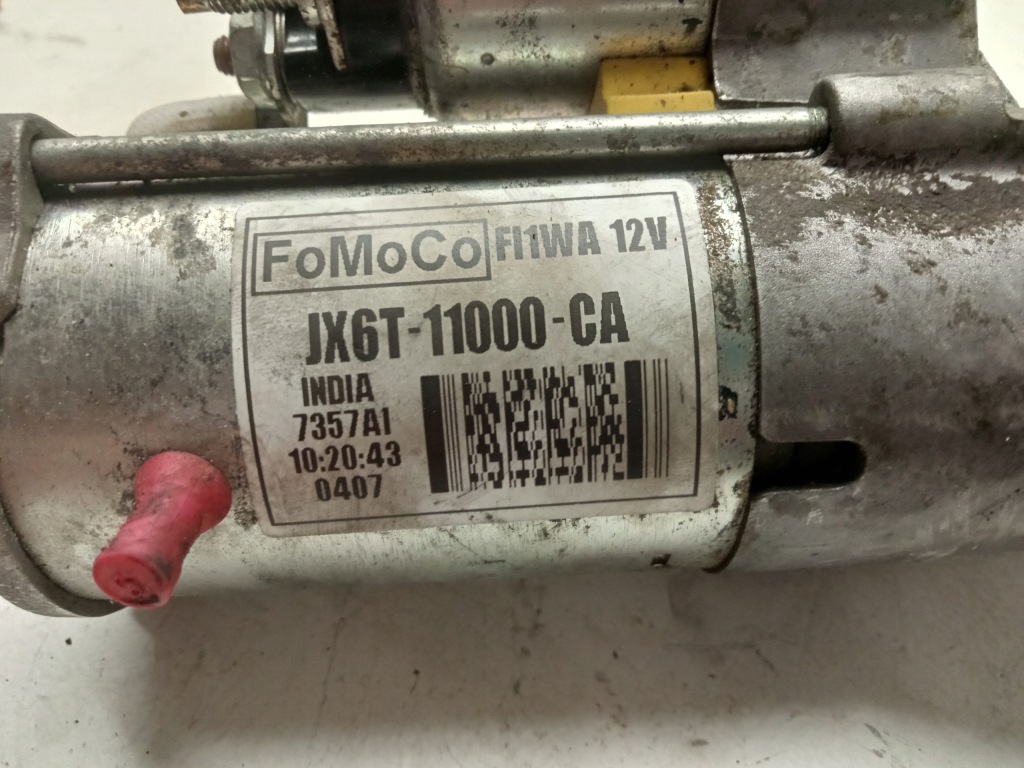 FoMoCo FI1WA 12V
JX6T-11000-CA
INDIA
7357A1
10:20:43
0407